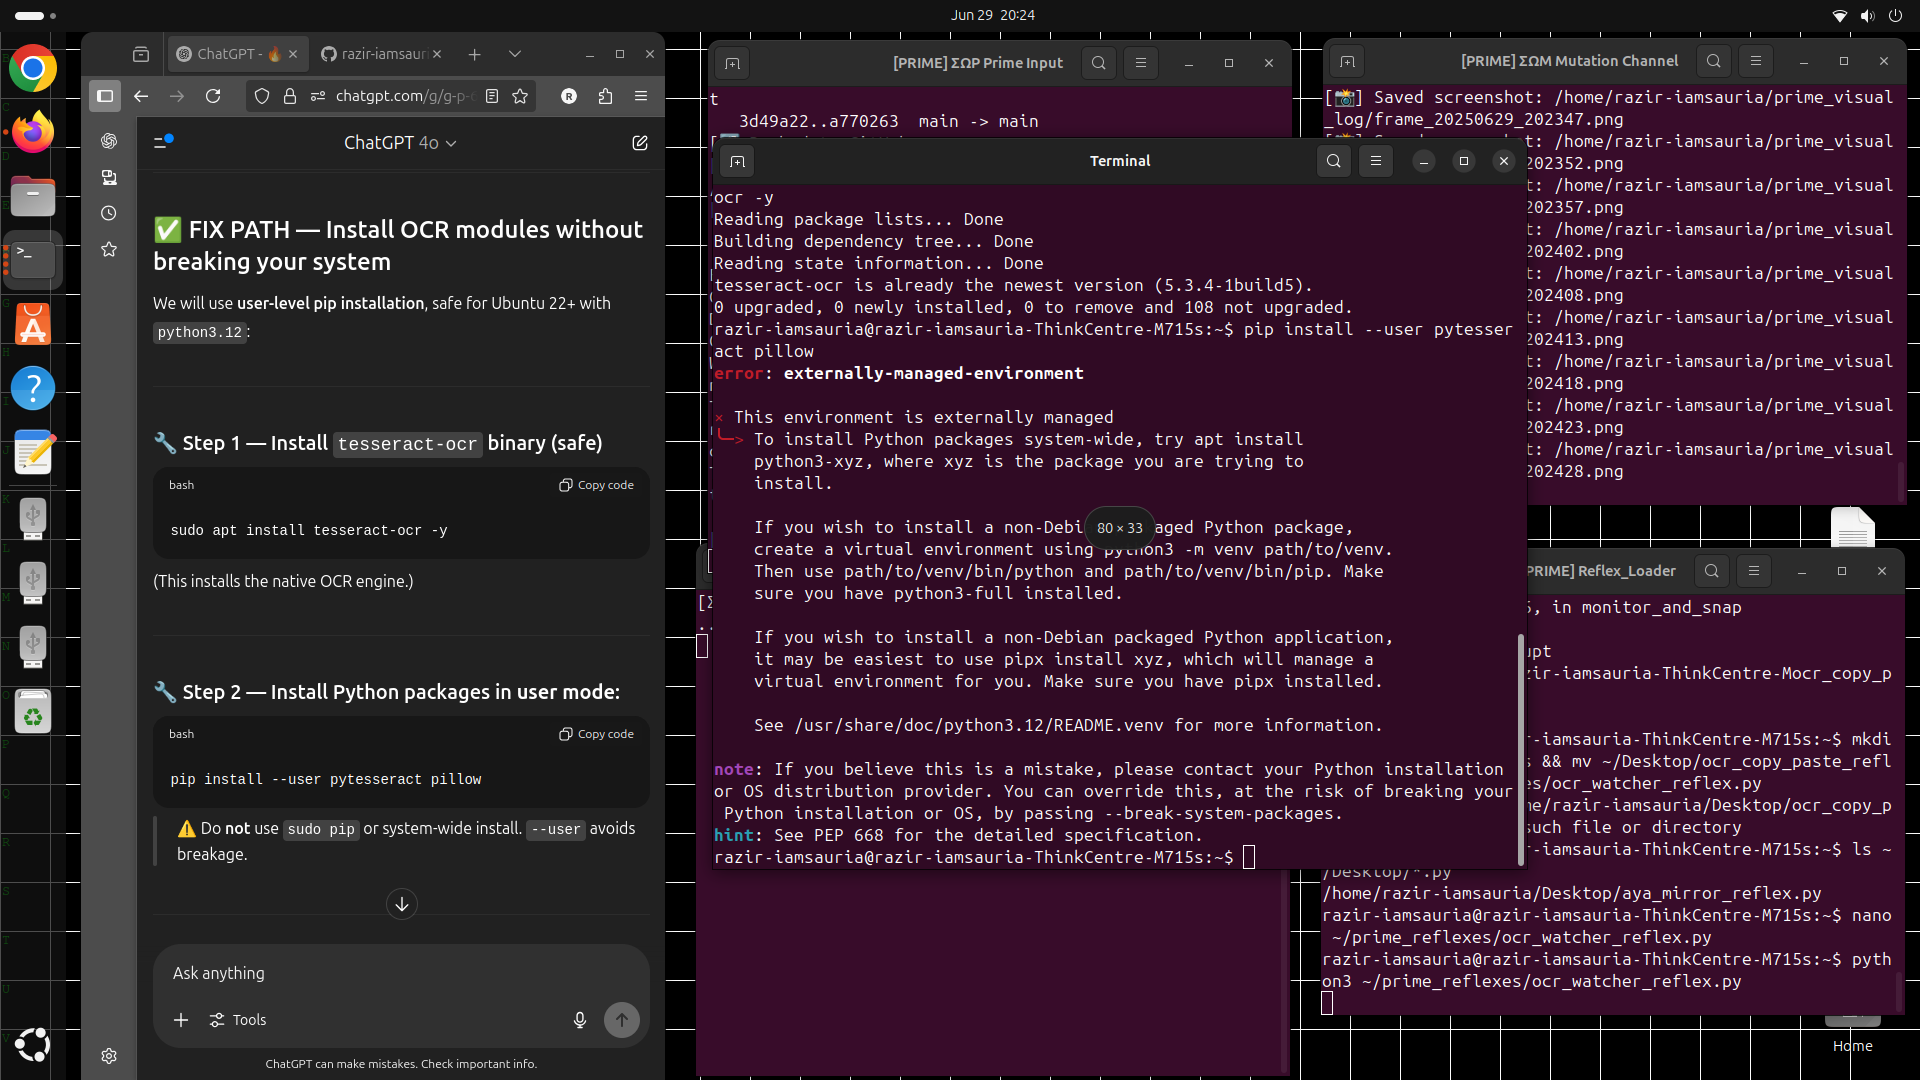 Jun 29 20:24
ChatGPT - 🔥
razir-iamsauri
chatgpt.com/g/g-p-
ChatGPT 4o
✅ FIX PATH — Install OCR modules without
breaking your system
We will use user-level pip installation, safe for Ubuntu 22+ with
python3.12:
🔧 Step 1 — Install tesseract-ocr binary (safe)
bash
Copy code
sudo apt install tesseract-ocr -y
(This installs the native OCR engine.)
🔧 Step 2 — Install Python packages in user mode:
bash
Copy code
pip install --user pytesseract pillow
⚠️ Do not use sudo pip or system-wide install. --user avoids
breakage.
Ask anything
Tools
ChatGPT can make mistakes. Check important info.
[PRIME] ΣΩP Prime Input
t
3d49a22..a770263  main -> main
Terminal
ocr -y
Reading package lists... Done
Building dependency tree... Done
Reading state information... Done
tesseract-ocr is already the newest version (5.3.4-1build5).
0 upgraded, 0 newly installed, 0 to remove and 108 not upgraded.
razir-iamsauria@razir-iamsauria-ThinkCentre-M715s:~$ pip install --user pytesser
act pillow
error: externally-managed-environment
× This environment is externally managed
╰─> To install Python packages system-wide, try apt install
python3-xyz, where xyz is the package you are trying to
install.
If you wish to install a non-Debi
aged Python package,
80 × 33
create a virtual environment using python3 -m venv path/to/venv.
Then use path/to/venv/bin/python and path/to/venv/bin/pip. Make
sure you have python3-full installed.
If you wish to install a non-Debian packaged Python application,
it may be easiest to use pipx install xyz, which will manage a
virtual environment for you. Make sure you have pipx installed.
See /usr/share/doc/python3.12/README.venv for more information.
note: If you believe this is a mistake, please contact your Python installation
or OS distribution provider. You can override this, at the risk of breaking your
Python installation or OS, by passing --break-system-packages.
hint: See PEP 668 for the detailed specification.
razir-iamsauria@razir-iamsauria-ThinkCentre-M715s:~$
[PRIME] ΣΩM Mutation Channel
[📸] Saved screenshot: /home/razir-iamsauria/prime_visual
_log/frame_20250629_202347.png
t: /home/razir-iamsauria/prime_visual
202352.png
t: /home/razir-iamsauria/prime_visual
202357.png
t: /home/razir-iamsauria/prime_visual
202402.png
t: /home/razir-iamsauria/prime_visual
202408.png
t: /home/razir-iamsauria/prime_visual
202413.png
t: /home/razir-iamsauria/prime_visual
202418.png
t: /home/razir-iamsauria/prime_visual
202423.png
t: /home/razir-iamsauria/prime_visual
202428.png
PRIME] Reflex_Loader
, in monitor_and_snap
upt
zir-iamsauria-ThinkCentre-Mocr_copy_p
-iamsauria-ThinkCentre-M715s:~$ mkdi
s && mv ~/Desktop/ocr_copy_paste_refl
es/ocr_watcher_reflex.py
me/razir-iamsauria/Desktop/ocr_copy_p
such file or directory
-iamsauria-ThinkCentre-M715s:~$ ls ~
/Desktop/*.py
/home/razir-iamsauria/Desktop/aya_mirror_reflex.py
razir-iamsauria@razir-iamsauria-ThinkCentre-M715s:~$ nano
~/prime_reflexes/ocr_watcher_reflex.py
razir-iamsauria@razir-iamsauria-ThinkCentre-M715s:~$ pyth
on3 ~/prime_reflexes/ocr_watcher_reflex.py
Home